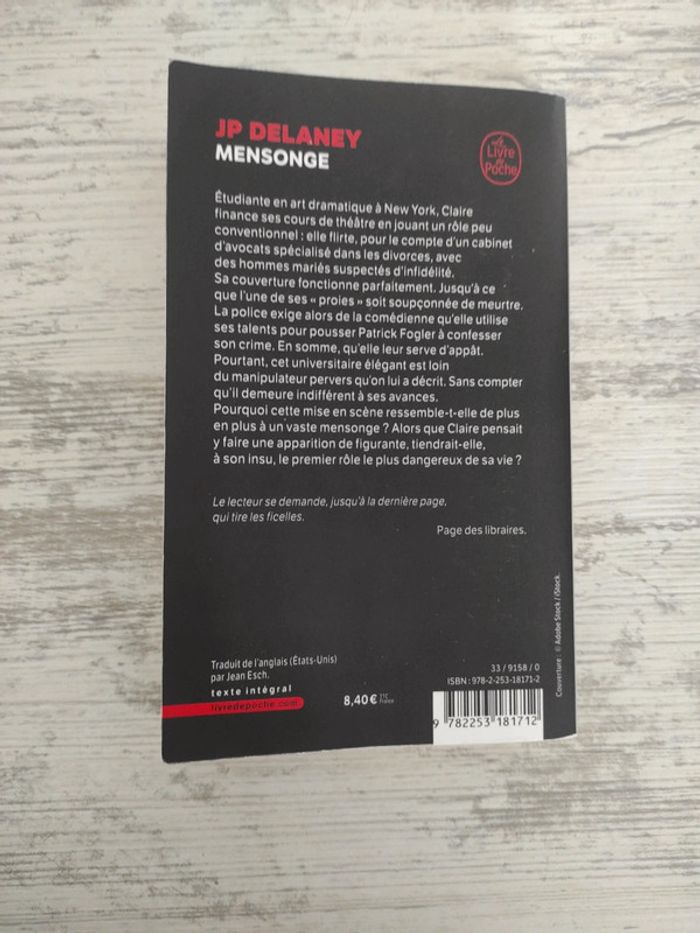 JP DELANEY
MENSONGE
Le
Livre
de
Poche
Étudiante en art dramatique à New York, Claire
finance ses cours de théâtre en jouant un rôle peu
conventionnel : elle flirte, pour le compte d'un cabinet
d'avocats spécialisé dans les divorces, avec
des hommes mariés suspectés d'infidélité.
Sa couverture fonctionne parfaitement. Jusqu'à ce
que l'une de ses « proies » soit soupçonnée de meurtre.
La police exige alors de la comédienne qu'elle utilise
ses talents pour pousser Patrick Fogler à confesser
son crime. En somme, qu'elle leur serve d'appât.
Pourtant, cet universitaire élégant est loin
du manipulateur pervers qu'on lui a décrit. Sans compter
qu'il demeure indifférent à ses avances.
Pourquoi cette mise en scène ressemble-t-elle de plus
en plus à un vaste mensonge ? Alors que Claire pensait
y faire une apparition de figurante, tiendrait-elle,
à son insu, le premier rôle le plus dangereux de sa vie ?
Le lecteur se demande, jusqu'à la dernière page,
qui tire les ficelles.
Page des libraires.
Traduit de l'anglais (États-Unis)
par Jean Esch.
texte intégral
livredepoche.com
8,40 € TTC
France
33 / 9158 / 0
ISBN : 978-2-253-18171-2
9 782253 181712
Couverture : © Adobe Stock / iStock.